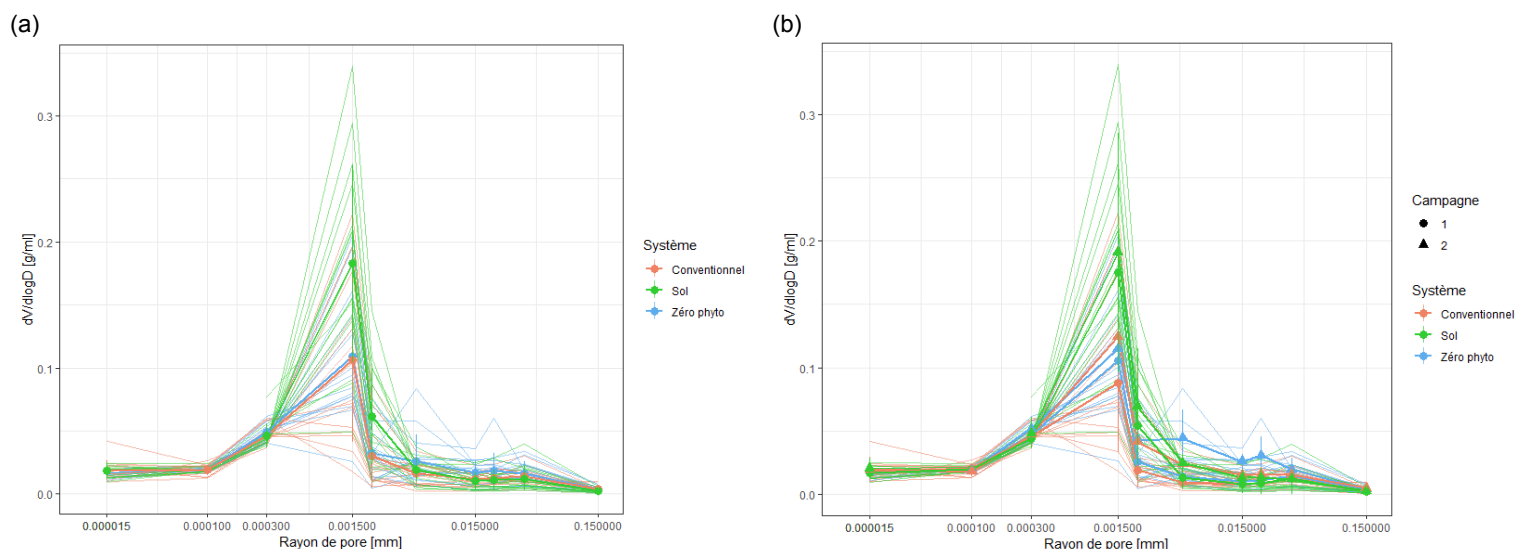 (a)
dV/dlogD [g/ml]
0.3
0.2
0.1
0.0
0.000015 0.000100 0.000300 0.001500 0.015000 0.150000
Rayon de pore [mm]
Système
Conventionnel
Sol
Zéro phyto
(b)
dV/dlogD [g/ml]
0.3
0.2
0.1
0.0
0.000015 0.000100 0.000300 0.001500 0.015000 0.150000
Rayon de pore [mm]
Campagne
1
2
Système
Conventionnel
Sol
Zéro phyto